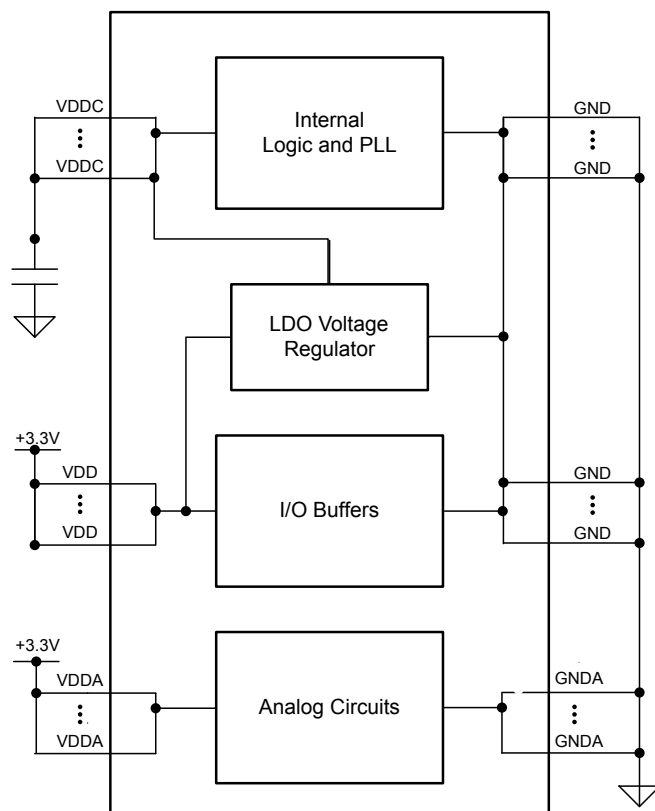 VDDC
VDDC
Internal
Logic and PLL
GND
GND
LDO Voltage
Regulator
+3.3V
VDD
VDD
I/O Buffers
GND
GND
+3.3V
VDDA
VDDA
Analog Circuits
GNDA
GNDA